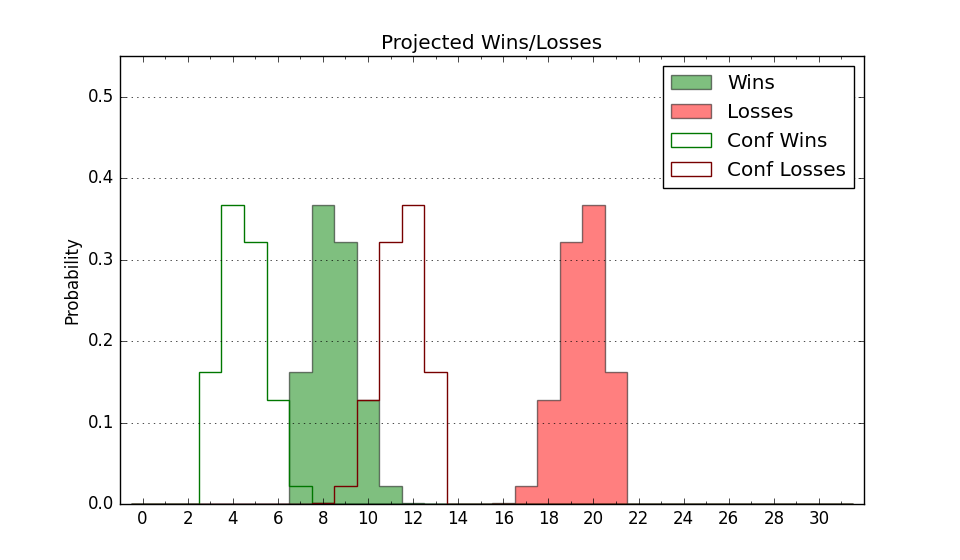 Projected Wins/Losses
Wins
Losses
Conf Wins
Conf Losses
0.5
0.4
0.3
0.2
0.1
0.0
Probability
0 2 4 6 8 10 12 14 16 18 20 22 24 26 28 30